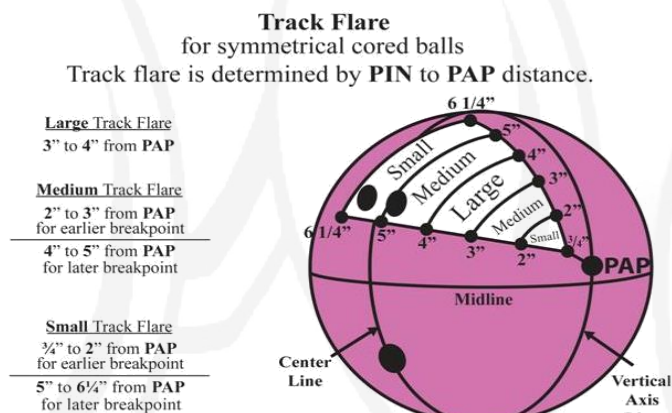 Track Flare
for symmetrical cored balls
Track flare is determined by PIN to PAP distance.
Large Track Flare
3” to 4” from PAP
Medium Track Flare
2” to 3” from PAP
for earlier breakpoint
4” to 5” from PAP
for later breakpoint
Small Track Flare
¾” to 2” from PAP
for earlier breakpoint
5” to 6¼” from PAP
for later breakpoint
6 1/4”
5”
4”
3”
2”
3/4”
Small
Medium
Large
Medium
Small
6 1/4”
5”
4”
3”
2”
PAP
Midline
Center
Line
Vertical
Axis